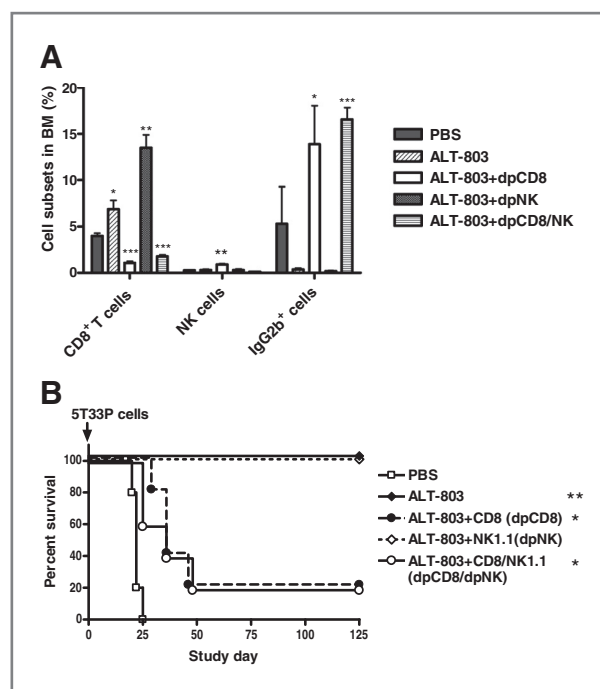 A
Cell subsets in BM (%)
20
15
10
5
0
*
***
**
***
**
*
***
CD8+ T cells
NK cells
IgG2b+ cells
PBS
ALT-803
ALT-803+dpCD8
ALT-803+dpNK
ALT-803+dpCD8/NK
B
5T33P cells
Percent survival
100
80
60
40
20
0
0
25
50
75
100
125
Study day
PBS
ALT-803 **
ALT-803+CD8 (dpCD8) *
ALT-803+NK1.1(dpNK)
ALT-803+CD8/NK1.1 *
(dpCD8/dpNK)